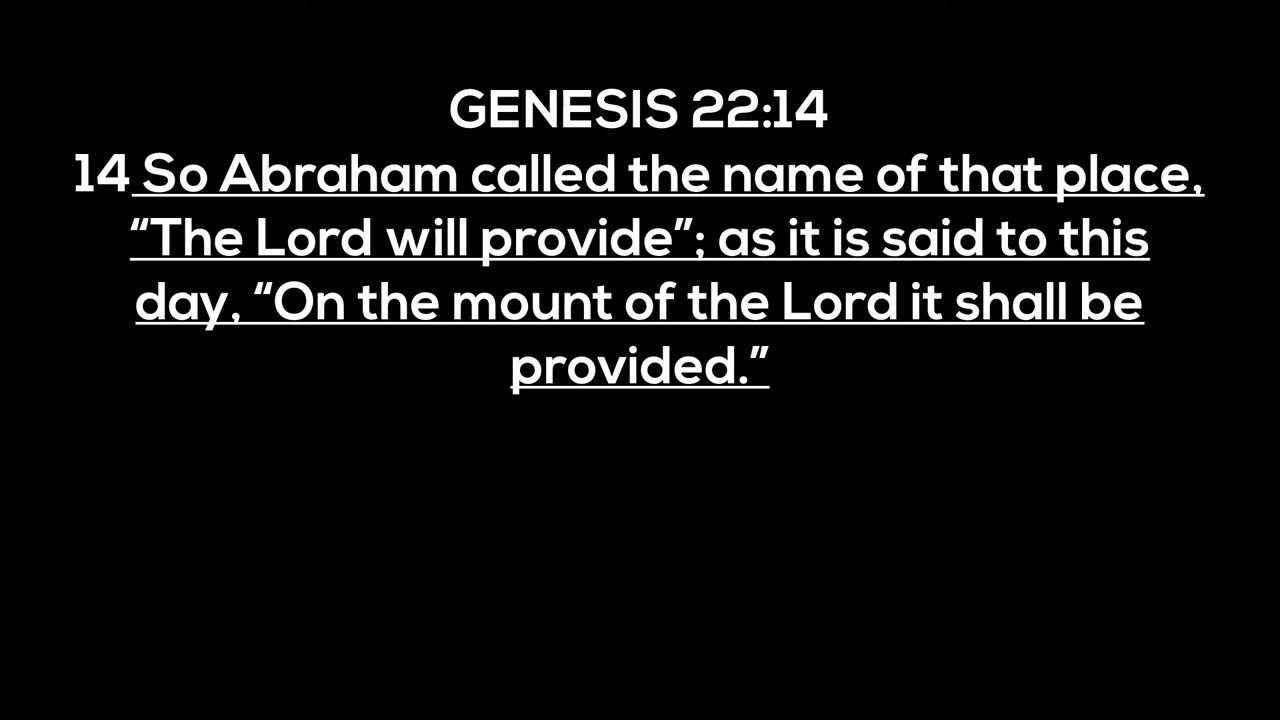 GENESIS 22:14
14 So Abraham called the name of that place,
“The Lord will provide”; as it is said to this
day, “On the mount of the Lord it shall be
provided.”